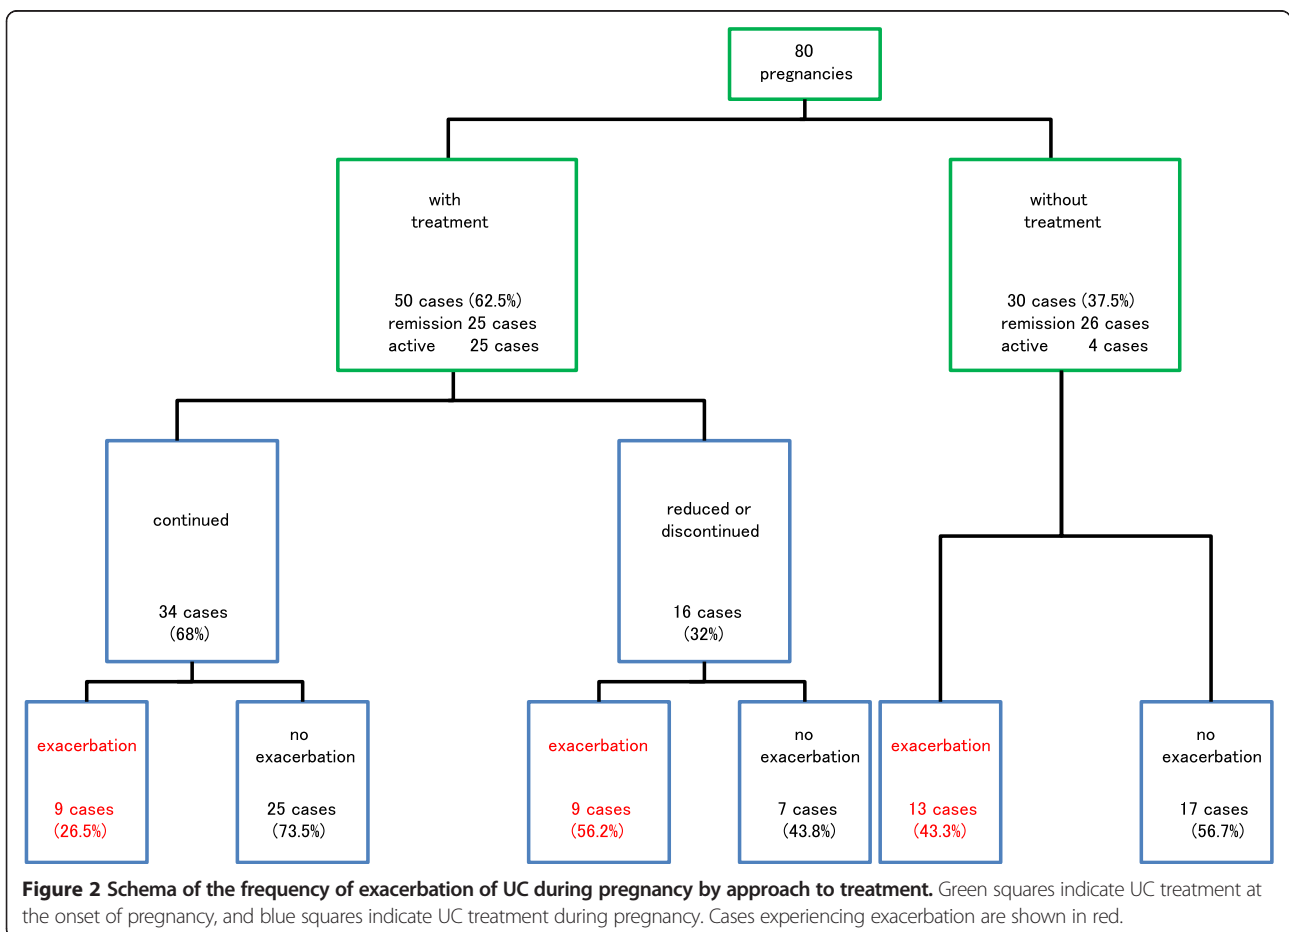 80
pregnancies
with
treatment
50 cases (62.5%)
remission 25 cases
active 25 cases
without
treatment
30 cases (37.5%)
remission 26 cases
active 4 cases
continued
34 cases
(68%)
reduced or
discontinued
16 cases
(32%)
exacerbation
9 cases
(26.5%)
no
exacerbation
25 cases
(73.5%)
exacerbation
9 cases
(56.2%)
no
exacerbation
7 cases
(43.8%)
exacerbation
13 cases
(43.3%)
no
exacerbation
17 cases
(56.7%)
Figure 2 Schema of the frequency of exacerbation of UC during pregnancy by approach to treatment. Green squares indicate UC treatment at
the onset of pregnancy, and blue squares indicate UC treatment during pregnancy. Cases experiencing exacerbation are shown in red.